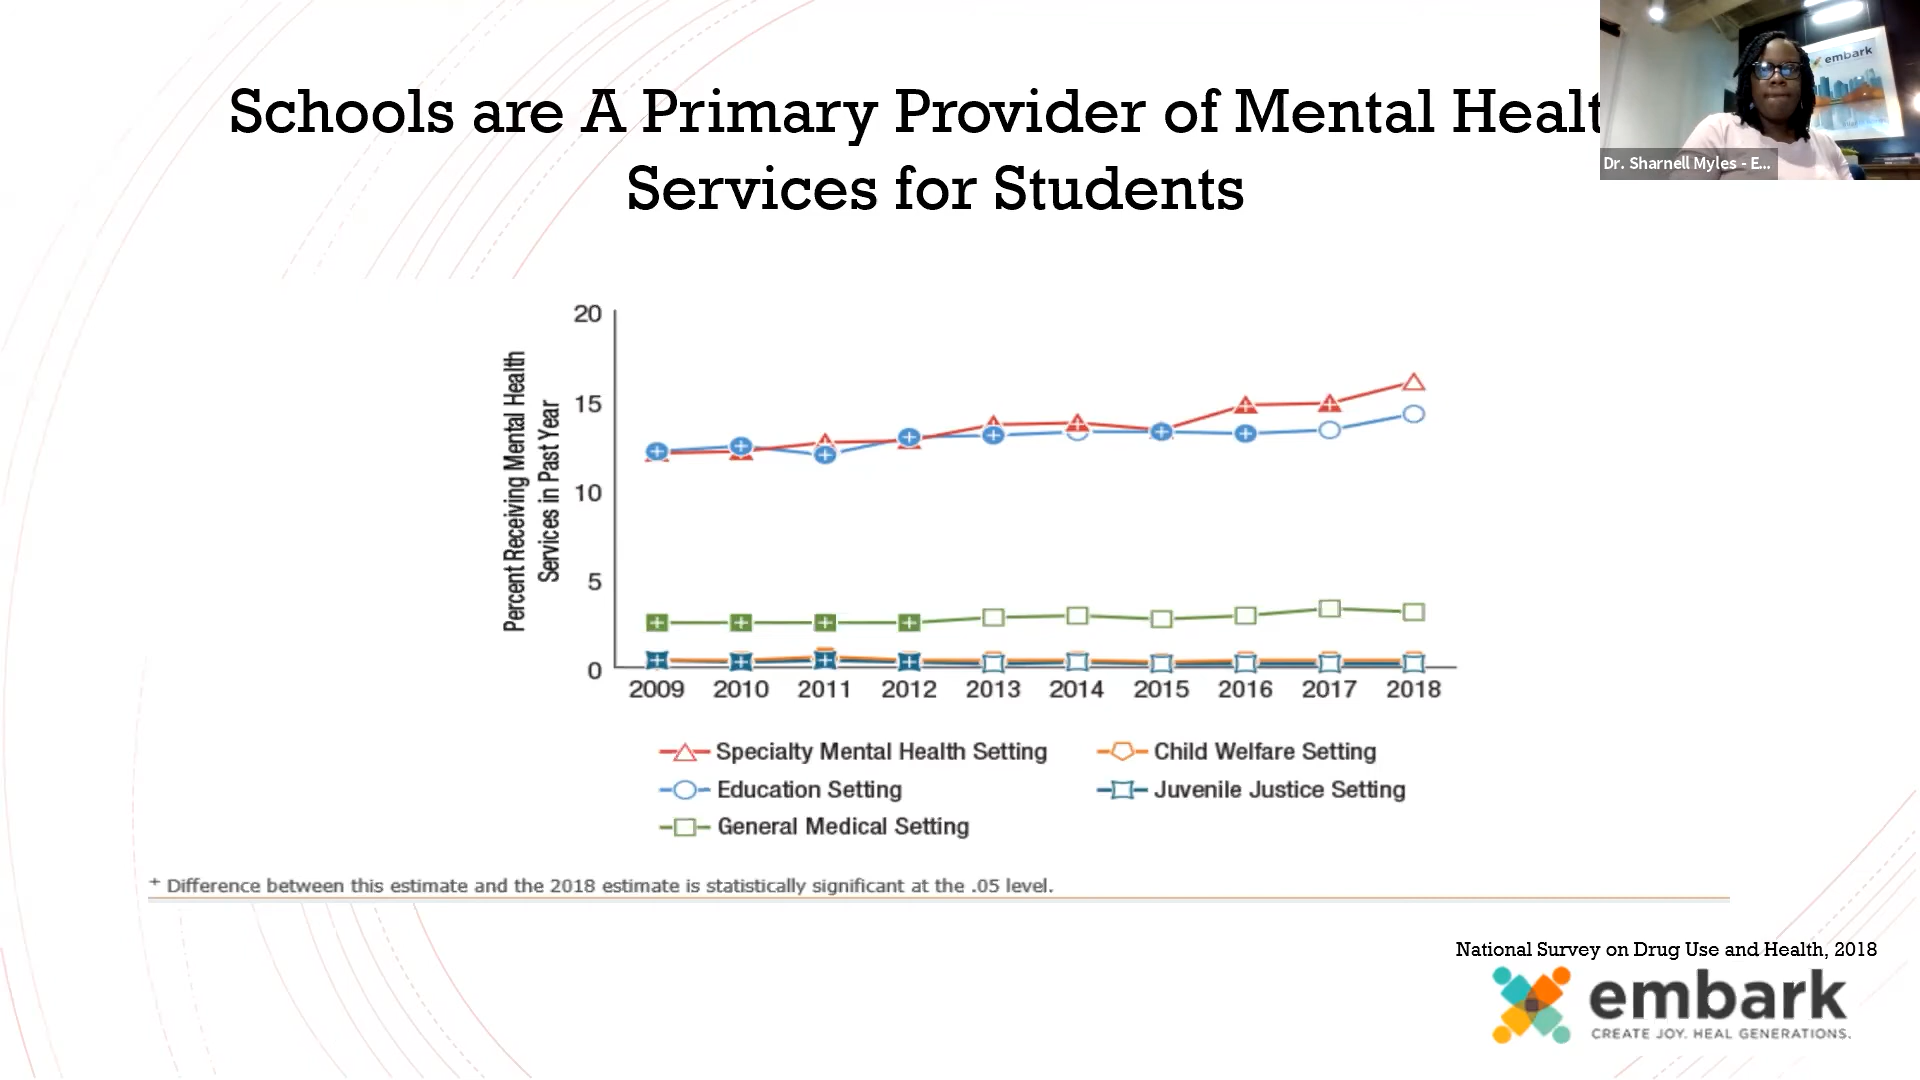 Schools are A Primary Provider of Mental Healt
Services for Students
embark
Dr. Sharnell Myles - E...
Percent Receiving Mental Health
Services in Past Year
20
15
10
5
0
2009 2010 2011 2012 2013 2014 2015 2016 2017 2018
Specialty Mental Health Setting
Child Welfare Setting
Education Setting
Juvenile Justice Setting
General Medical Setting
+ Difference between this estimate and the 2018 estimate is statistically significant at the .05 level.
National Survey on Drug Use and Health, 2018
embark
CREATE JOY. HEAL GENERATIONS.